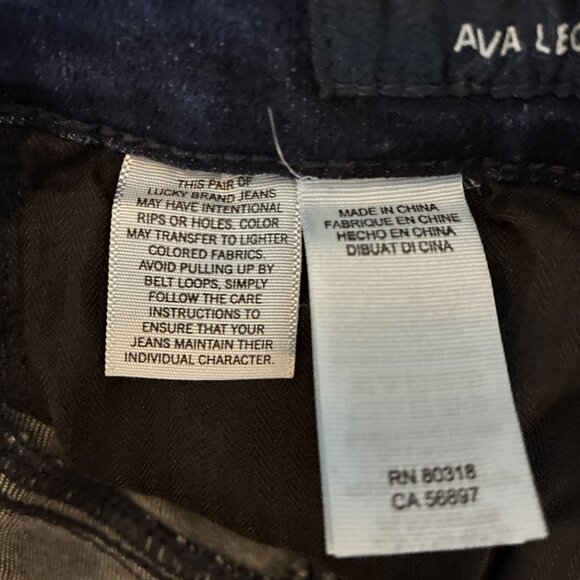 AVA LEG
THIS PAIR OF
LUCKY BRAND JEANS
MAY HAVE INTENTIONAL
RIPS OR HOLES. COLOR
MAY TRANSFER TO LIGHTER
COLORED FABRICS.
AVOID PULLING UP BY
BELT LOOPS, SIMPLY
FOLLOW THE CARE
INSTRUCTIONS TO
ENSURE THAT YOUR
JEANS MAINTAIN THEIR
INDIVIDUAL CHARACTER.
MADE IN CHINA
FABRIQUE EN CHINE
HECHO EN CHINA
DIBUAT DI CINA
RN 80318
CA 56897